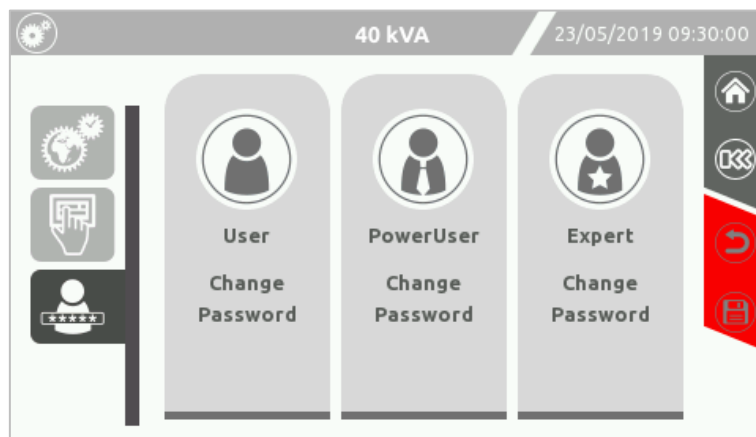 40 kVA
23/05/2019 09:30:00
User
Change
Password
PowerUser
Change
Password
Expert
Change
Password
*****